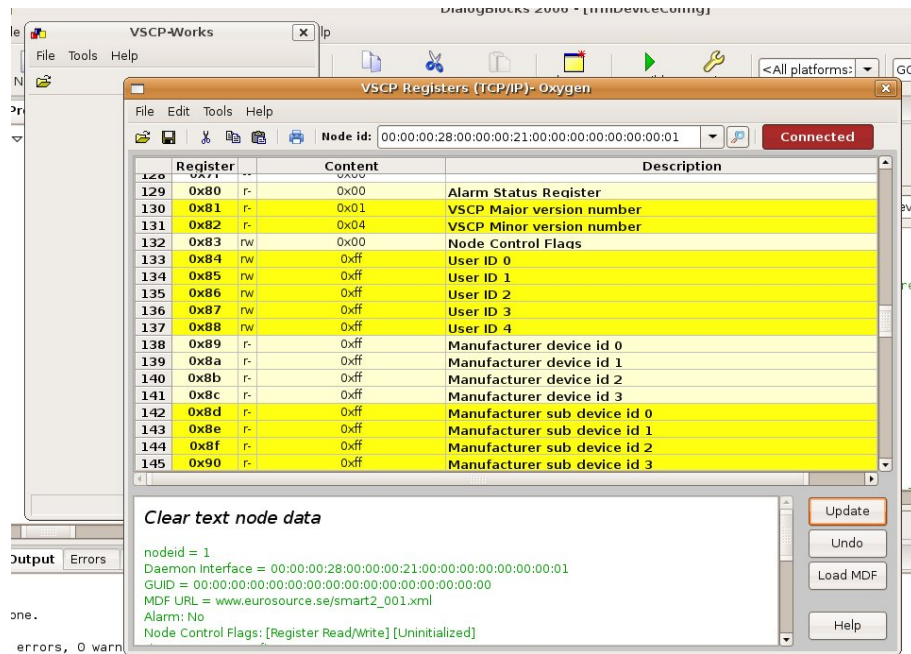 DialogBlocks 2006 - [frmDeviceConfig]
VSCP-Works
File Tools Help
<All platforms:
VSCP Registers (TCP/IP)- Oxygen
File Edit Tools Help
Node id: 00:00:00:28:00:00:00:21:00:00:00:00:00:00:00:01
Connected
Register Content Description
128 0x7f -- 0x00
129 0x80 r- 0x00 Alarm Status Register
130 0x81 r- 0x01 VSCP Major version number
131 0x82 r- 0x04 VSCP Minor version number
132 0x83 rw 0x00 Node Control Flags
133 0x84 rw 0xff User ID 0
134 0x85 rw 0xff User ID 1
135 0x86 rw 0xff User ID 2
136 0x87 rw 0xff User ID 3
137 0x88 rw 0xff User ID 4
138 0x89 r- 0xff Manufacturer device id 0
139 0x8a r- 0xff Manufacturer device id 1
140 0x8b r- 0xff Manufacturer device id 2
141 0x8c r- 0xff Manufacturer device id 3
142 0x8d r- 0xff Manufacturer sub device id 0
143 0x8e r- 0xff Manufacturer sub device id 1
144 0x8f r- 0xff Manufacturer sub device id 2
145 0x90 r- 0xff Manufacturer sub device id 3
Clear text node data
nodeid = 1
Daemon Interface = 00:00:00:28:00:00:00:21:00:00:00:00:00:00:00:01
GUID = 00:00:00:00:00:00:00:00:00:00:00:00:00:00:00:00
MDF URL = www.eurosource.se/smart2_001.xml
Alarm: No
Node Control Flags: [Register Read/Write] [Uninitialized]
Update
Undo
Load MDF
Help
Output Errors
one.
errors, 0 warn